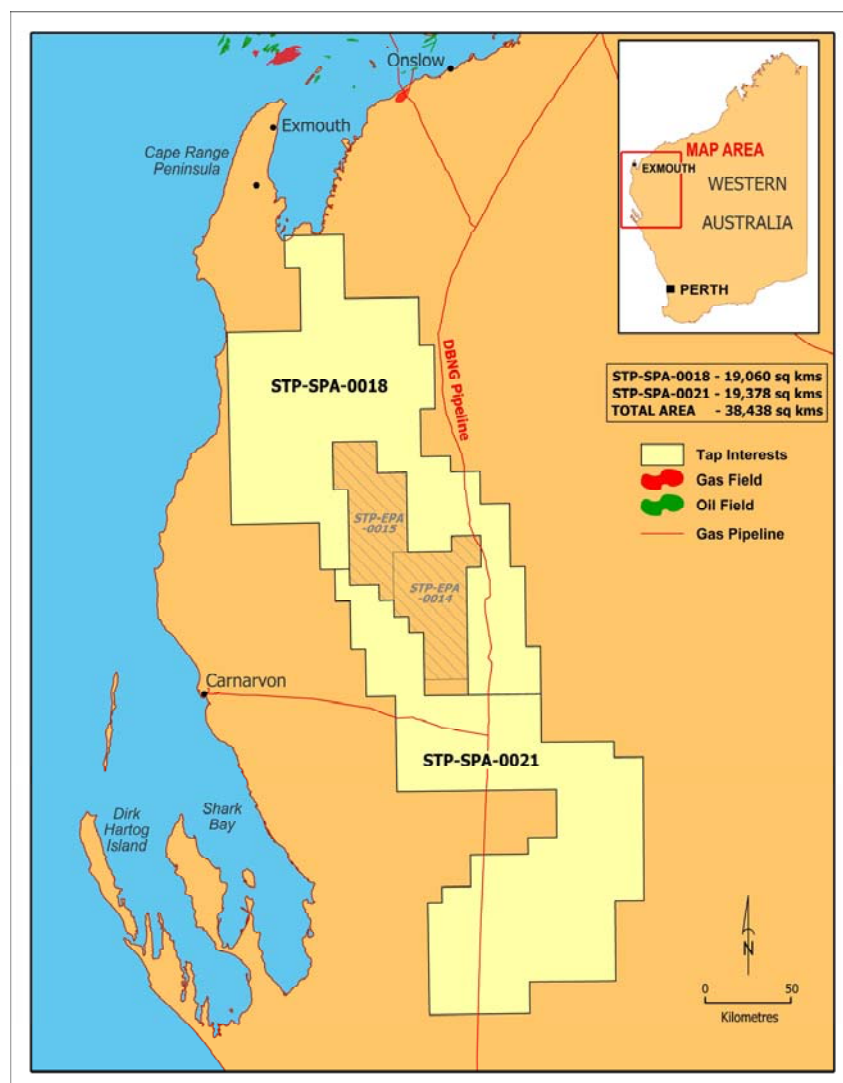 Onslow
Exmouth
Cape Range
Peninsula
MAP AREA
EXMOUTH
WESTERN
AUSTRALIA
PERTH
DBNG Pipeline
STP-SPA-0018
STP-SPA-0018 - 19,060 sq kms
STP-SPA-0021 - 19,378 sq kms
TOTAL AREA - 38,438 sq kms
Tap Interests
Gas Field
Oil Field
Gas Pipeline
STP-EPA
-0015
STP-EPA
-0014
Carnarvon
STP-SPA-0021
Dirk
Hartog
Island
Shark
Bay
N
0 50
Kilometres